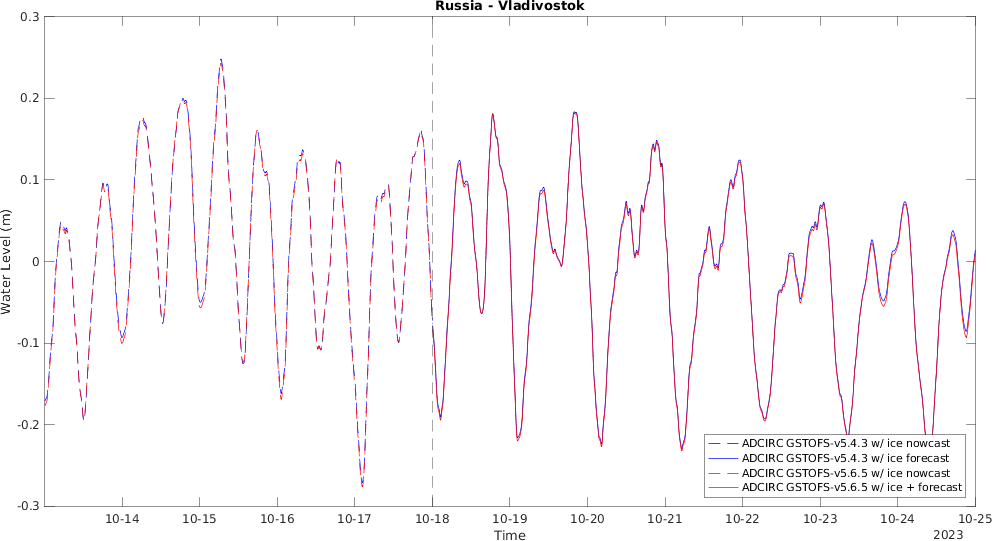 Russia - Vladivostok
0.3
0.2
0.1
0
-0.1
-0.2
-0.3
Water Level (m)
ADCIRC GSTOFS-v5.4.3 w/ ice nowcast
ADCIRC GSTOFS-v5.4.3 w/ ice forecast
ADCIRC GSTOFS-v5.6.5 w/ ice nowcast
ADCIRC GSTOFS-v5.6.5 w/ ice + forecast
10-14 10-15 10-16 10-17 10-18 10-19 10-20 10-21 10-22 10-23 10-24 10-25
Time
2023